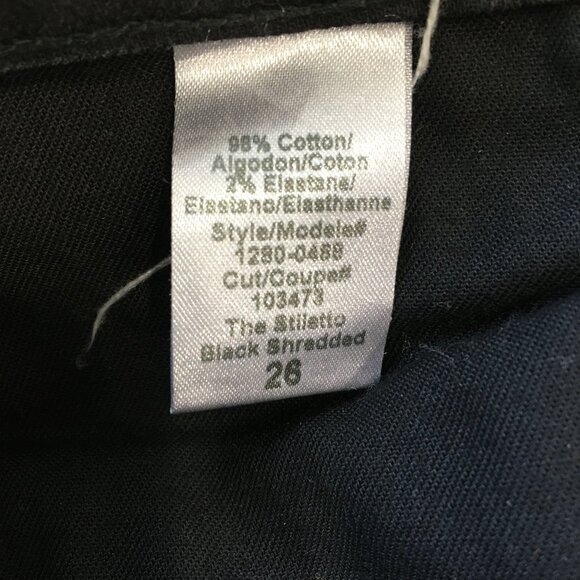 98% Cotton/
Algodon/Coton
2% Elastane/
Elastano/Elasthanne
Style/Modele#
1280-0488
Cut/Coupe#
103473
The Stiletto
Black Shredded
26